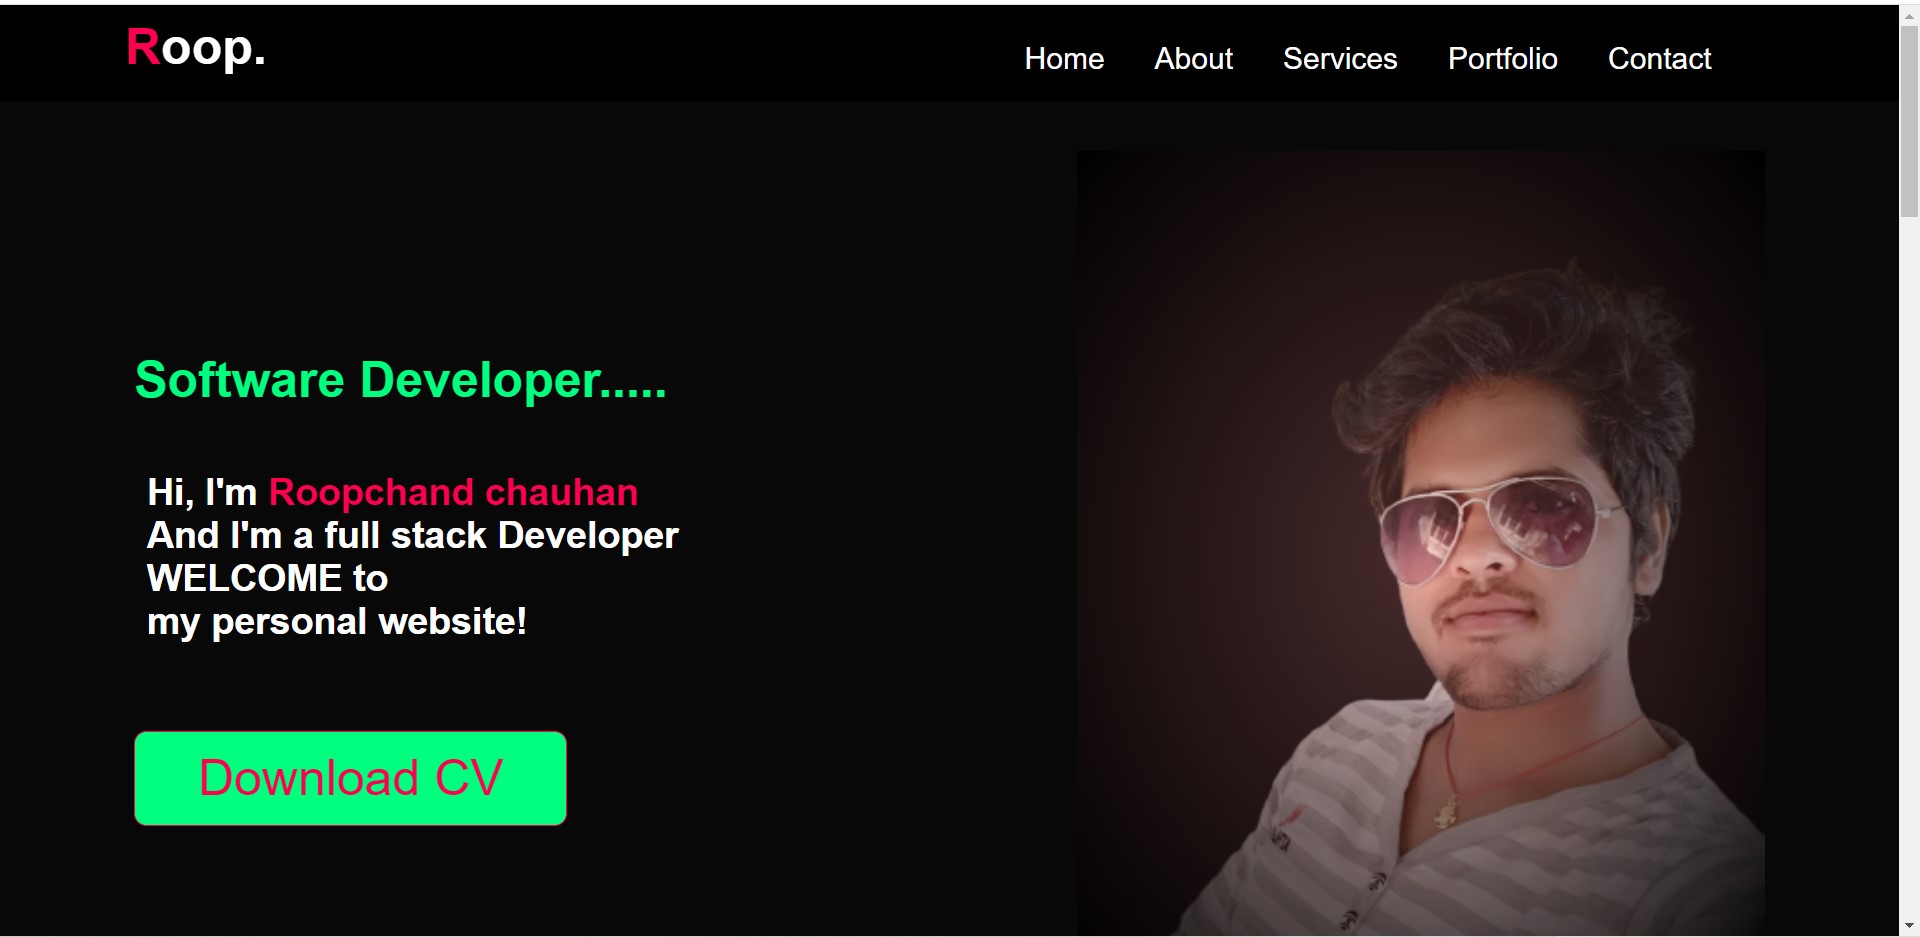 Roop.
Home About Services Portfolio Contact
Software Developer.....
Hi, I'm Roopchand chauhan
And I'm a full stack Developer
WELCOME to
my personal website!
Download CV